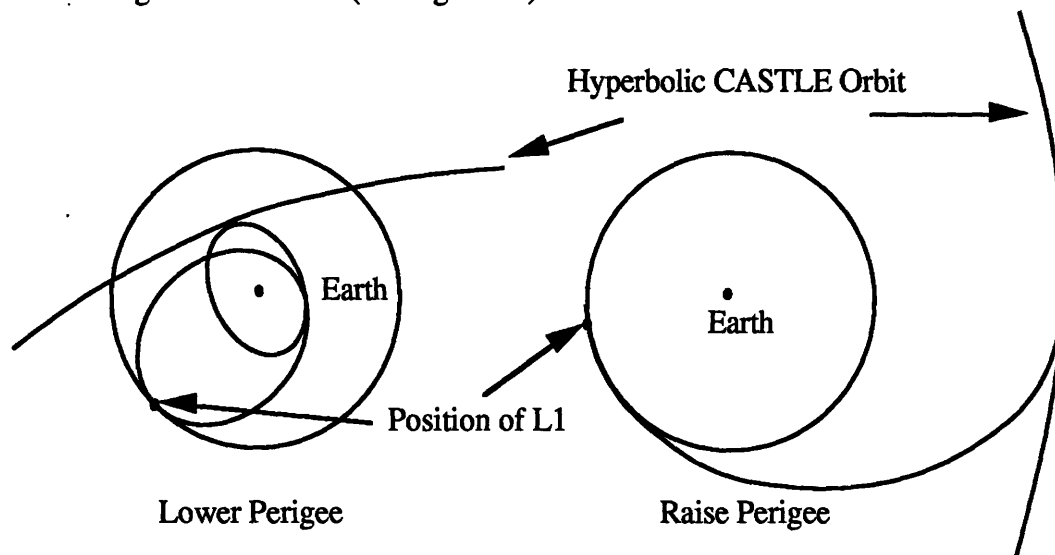 Hyperbolic CASTLE Orbit
Earth
Earth
Position of L1
Lower Perigee
Raise Perigee